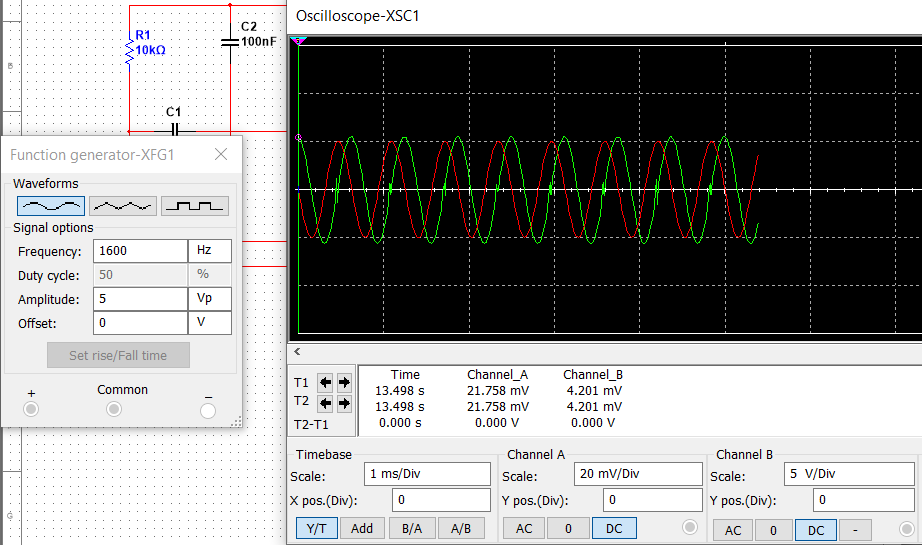 Oscilloscope-XSC1
R1
10kΩ
C2
100nF
C1
B
Function generator-XFG1
Waveforms
Signal options
Frequency: 1600 Hz
Duty cycle: 50 %
Amplitude: 5 Vp
Offset: 0 V
Set rise/Fall time
+ Common −
G
T1
T2
T2-T1
Time Channel_A Channel_B
13.498 s 21.758 mV 4.201 mV
13.498 s 21.758 mV 4.201 mV
0.000 s 0.000 V 0.000 V
Timebase
Scale: 1 ms/Div
X pos.(Div): 0
Y/T Add B/A A/B
Channel A
Scale: 20 mV/Div
Y pos.(Div): 0
AC 0 DC
Channel B
Scale: 5 V/Div
Y pos.(Div): 0
AC 0 DC -